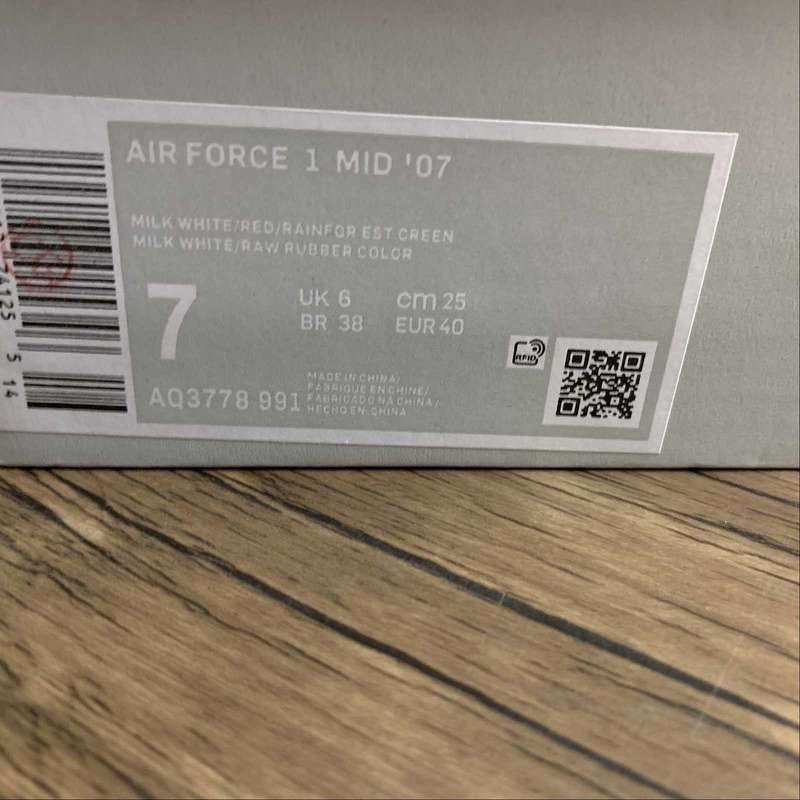 AIR FORCE 1 MID '07
MILK WHITE/RED/RAINFOR EST GREEN
MILK WHITE/RAW RUBBER COLOR
7
UK 6 cm 25
BR 38 EUR 40
RFID
AQ3778 991
MADE IN CHINA/
FABRIQUE EN CHINE/
FABRICADO NA CHINA/
HECHO EN CHINA
5 14